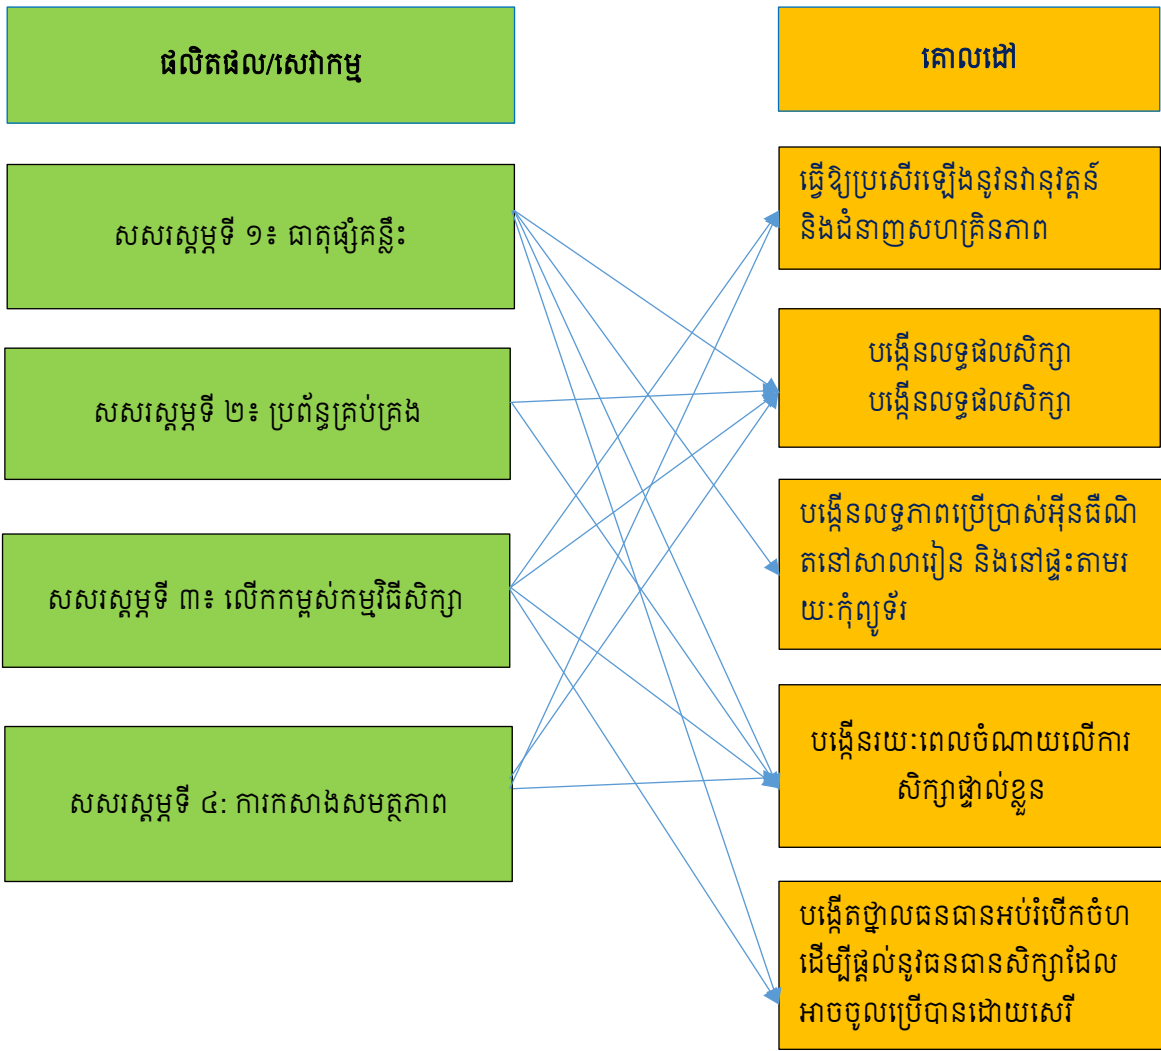 ផលិតផល/សេវាកម្ម
គោលដៅ
សសរស្តម្ភទី ១៖ ធាតុផ្សំគន្លឹះ
សសរស្តម្ភទី ២៖ ប្រព័ន្ធគ្រប់គ្រង
សសរស្តម្ភទី ៣៖ លើកកម្ពស់កម្មវិធីសិក្សា
សសរស្តម្ភទី ៤: ការកសាងសមត្ថភាព
ធ្វើឱ្យប្រសើរឡើងនូវនវានុវត្តន៍
និងជំនាញសហគ្រិនភាព
បង្កើនលទ្ធផលសិក្សា
បង្កើនលទ្ធផលសិក្សា
បង្កើនលទ្ធភាពប្រើប្រាស់អ៊ីនធឺណិ
តនៅសាលារៀន និងនៅផ្ទះតាមរ
យៈកុំព្យូទ័រ
បង្កើនរយៈពេលចំណាយលើការ
សិក្សាផ្ទាល់ខ្លួន
បង្កើតថ្នាលធនធានអប់រំបើកចំហ
ដើម្បីផ្តល់នូវធនធានសិក្សាដែល
អាចចូលប្រើបានដោយសេរី